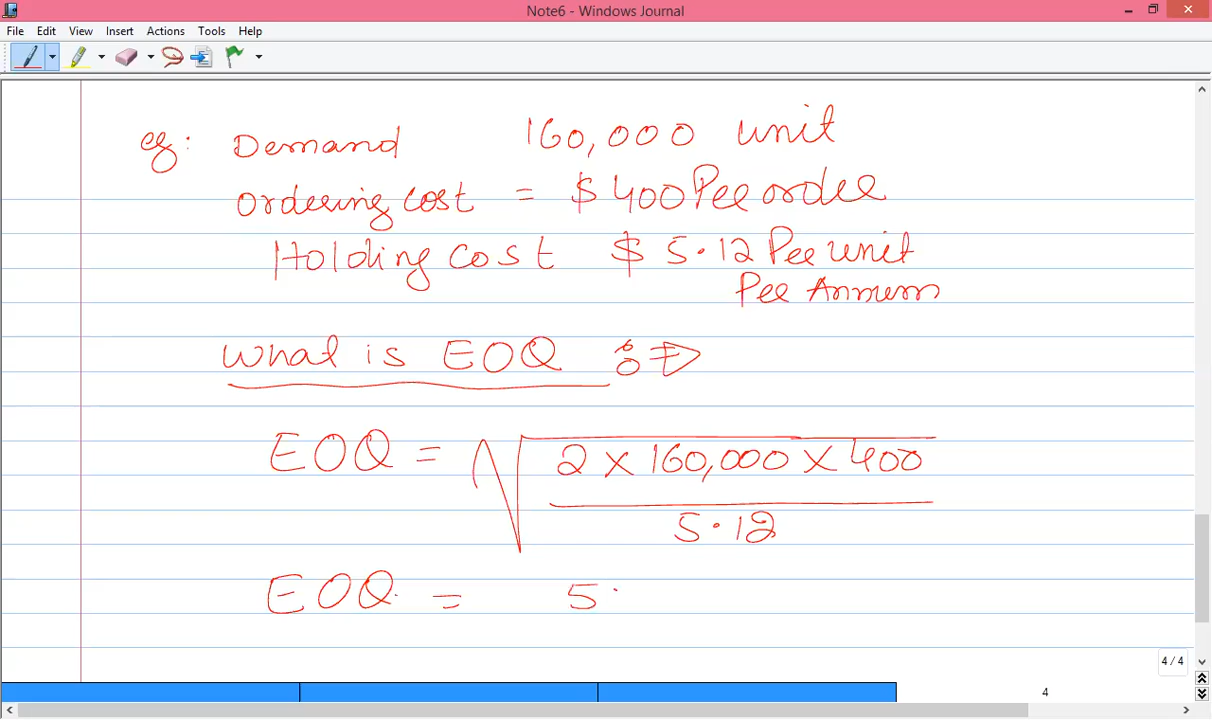 Note6 - Windows Journal
File Edit View Insert Actions Tools Help
eg: Demand 160,000 unit
Ordering cost = $ 400 Per order
Holding cost $ 5.12 Per unit
Per Annum
What is EOQ :⇒
EOQ = √ 2 × 160,000 × 400
5.12
EOQ = 5.
4 / 4
4